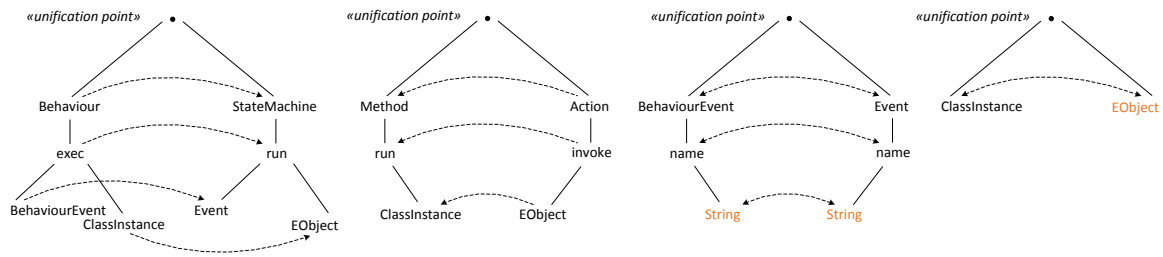 «unification point»
Behaviour
StateMachine
exec
run
BehaviourEvent
Event
ClassInstance
EObject
«unification point»
Method
Action
run
invoke
ClassInstance
EObject
«unification point»
BehaviourEvent
Event
name
name
String
String
«unification point»
ClassInstance
EObject